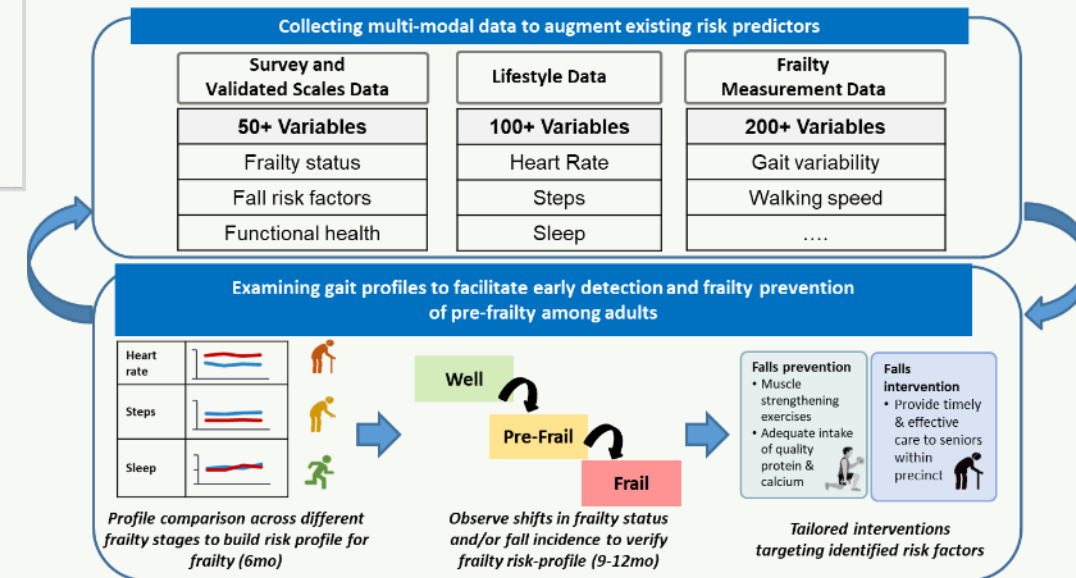 Collecting multi-modal data to augment existing risk predictors
Survey and
Validated Scales Data
50+ Variables
Frailty status
Fall risk factors
Functional health
Lifestyle Data
100+ Variables
Heart Rate
Steps
Sleep
Frailty
Measurement Data
200+ Variables
Gait variability
Walking speed
....
Examining gait profiles to facilitate early detection and frailty prevention
of pre-frailty among adults
Heart
rate
Steps
Sleep
Profile comparison across different
frailty stages to build risk profile for
frailty (6mo)
Well
Pre-Frail
Frail
Observe shifts in frailty status
and/or fall incidence to verify
frailty risk-profile (9-12mo)
Falls prevention
• Muscle
strengthening
exercises
• Adequate intake
of quality
protein &
calcium
Falls
intervention
• Provide timely
& effective
care to seniors
within
precinct
Tailored interventions
targeting identified risk factors